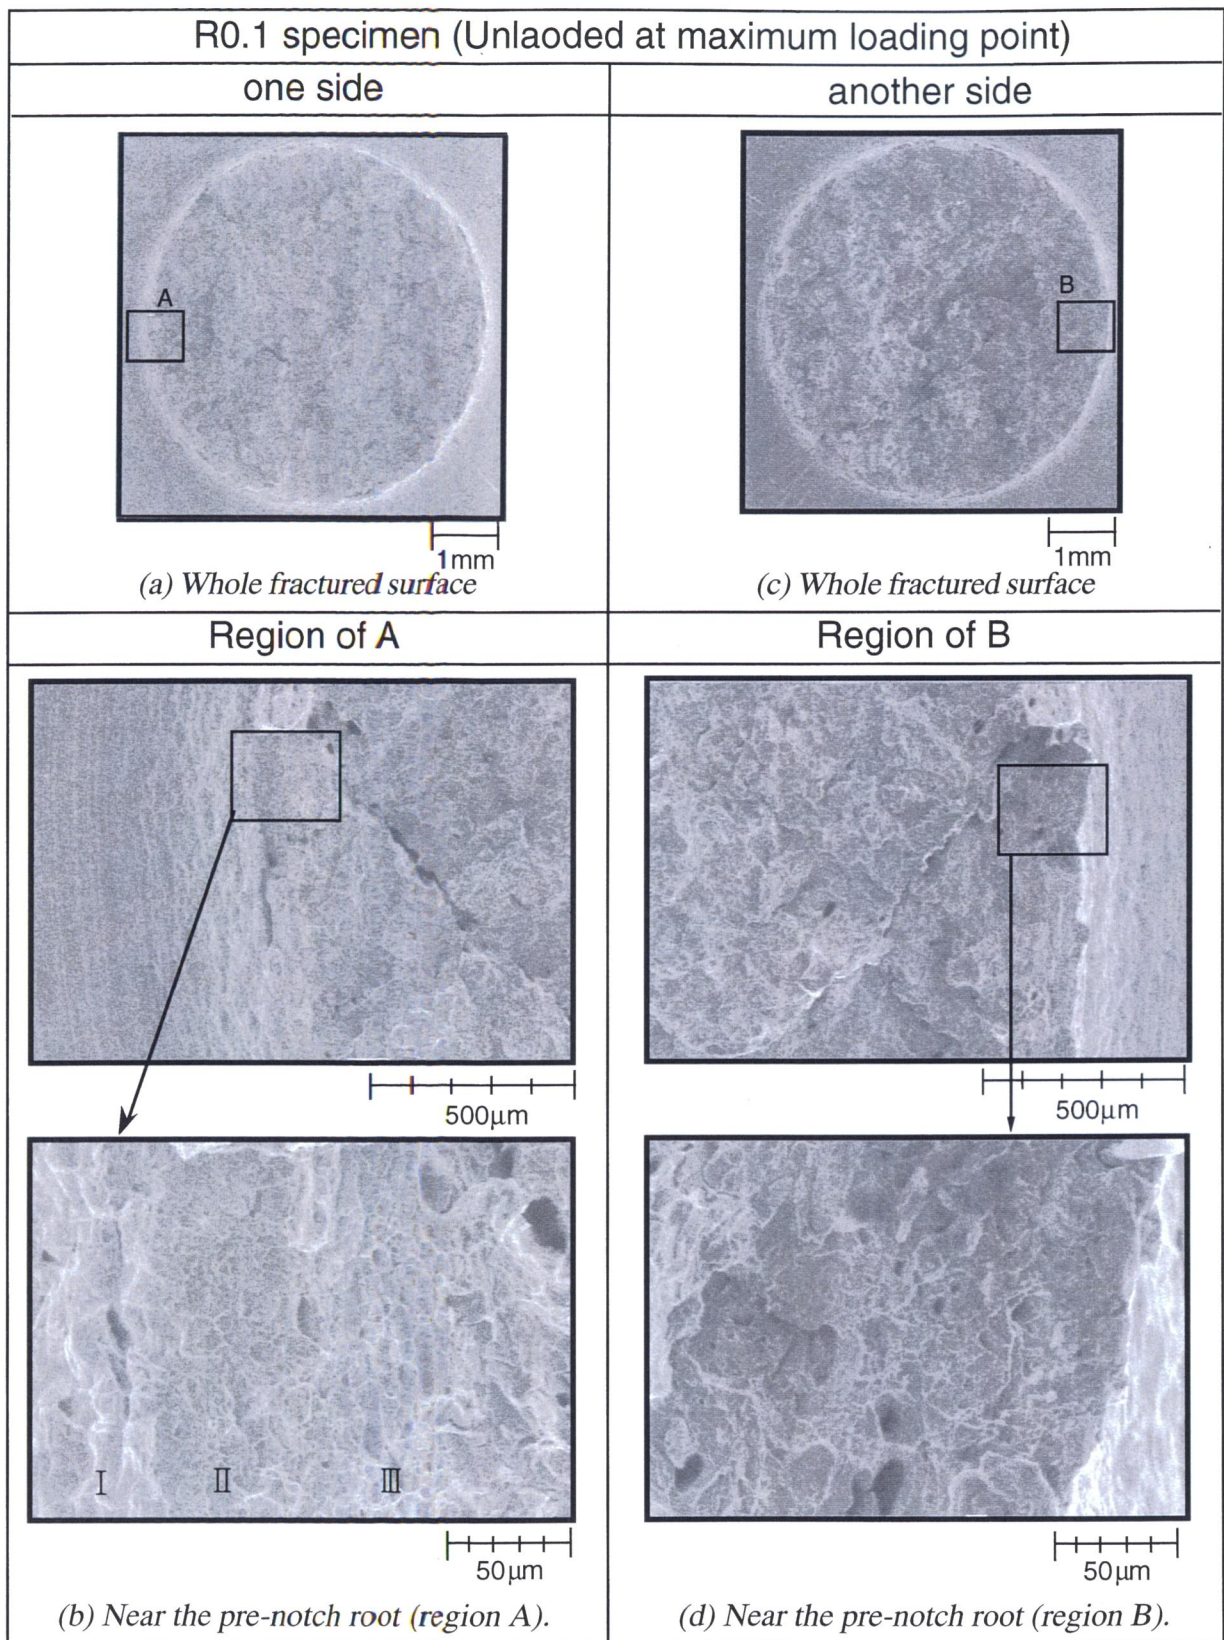 R0.1 specimen (Unlaoded at maximum loading point)
one side
another side
A
B
1mm
1mm
(a) Whole fractured surface
(c) Whole fractured surface
Region of A
Region of B
500μm
500μm
I
II
III
50μm
50μm
(b) Near the pre-notch root (region A).
(d) Near the pre-notch root (region B).